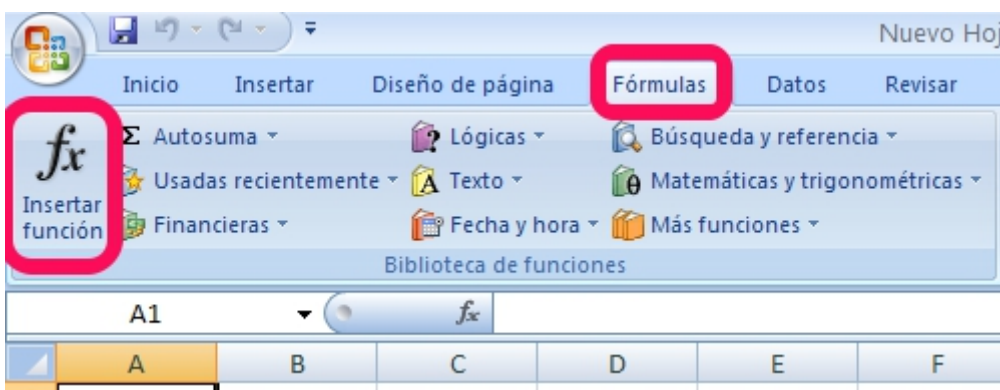 Nuevo Hoj
Inicio Insertar Diseño de página Fórmulas Datos Revisar
fx Insertar función
Σ Autosuma Lógicas Búsqueda y referencia
Usadas recientemente A Texto θ Matemáticas y trigonométricas
Financieras Fecha y hora Más funciones
Biblioteca de funciones
A1 fx
A B C D E F